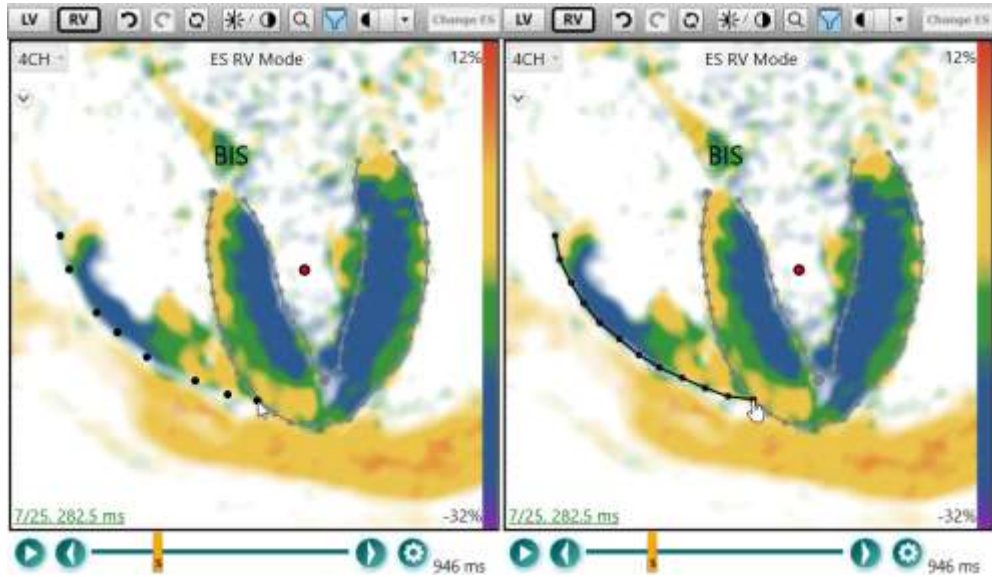 LV RV Change ES
4CH ES RV Mode 12%
BIS
7/25, 282.5 ms -32%
S
946 ms
LV RV Change ES
4CH ES RV Mode 12%
BIS
7/25, 282.5 ms -32%
S
946 ms